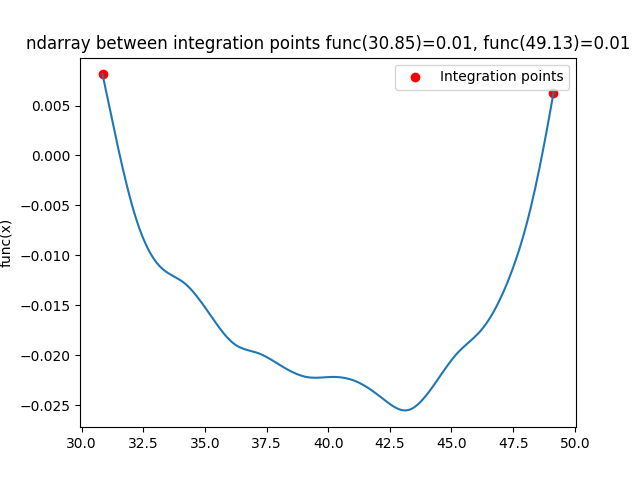 ndarray between integration points func(30.85)=0.01, func(49.13)=0.01
Integration points
func(x)
0.005
0.000
−0.005
−0.010
−0.015
−0.020
−0.025
30.0 32.5 35.0 37.5 40.0 42.5 45.0 47.5 50.0